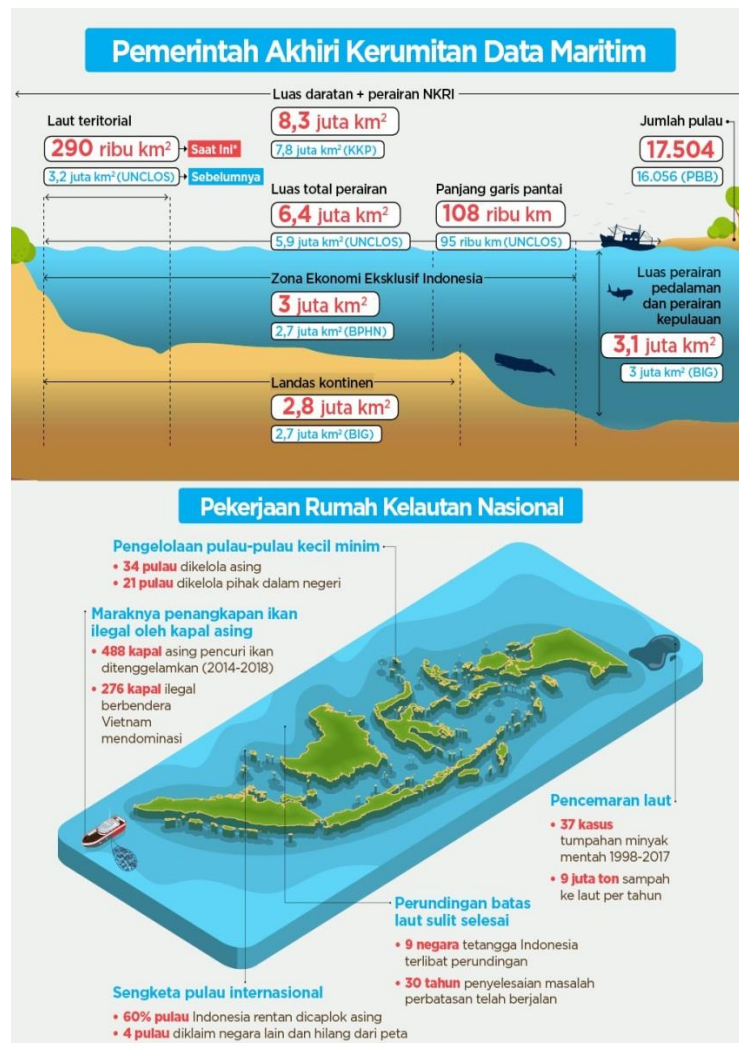 Pemerintah Akhiri Kerumitan Data Maritim
Luas daratan + perairan NKRI
8,3 juta km²
7,8 juta km² (KKP)
Laut teritorial
290 ribu km²
Saat Ini*
3,2 juta km² (UNCLOS)
Sebelumnya
Jumlah pulau
17.504
16.056 (PBB)
Luas total perairan
6,4 juta km²
5,9 juta km² (UNCLOS)
Panjang garis pantai
108 ribu km
95 ribu km (UNCLOS)
Zona Ekonomi Eksklusif Indonesia
3 juta km²
2,7 juta km² (BPHN)
Luas perairan
pedalaman
dan perairan
kepulauan
3,1 juta km²
3 juta km² (BIG)
Landas kontinen
2,8 juta km²
2,7 juta km² (BIG)
Pekerjaan Rumah Kelautan Nasional
Pengelolaan pulau-pulau kecil minim
• 34 pulau dikelola asing
• 21 pulau dikelola pihak dalam negeri
Maraknya penangkapan ikan
ilegal oleh kapal asing
• 488 kapal asing pencuri ikan
ditenggelamkan (2014-2018)
• 276 kapal ilegal
berbendera
Vietnam
mendominasi
Pencemaran laut
• 37 kasus
tumpahan minyak
mentah 1998-2017
• 9 juta ton sampah
ke laut per tahun
Perundingan batas
laut sulit selesai
• 9 negara tetangga Indonesia
terlibat perundingan
• 30 tahun penyelesaian masalah
perbatasan telah berjalan
Sengketa pulau internasional
• 60% pulau Indonesia rentan dicaplok asing
• 4 pulau diklaim negara lain dan hilang dari peta